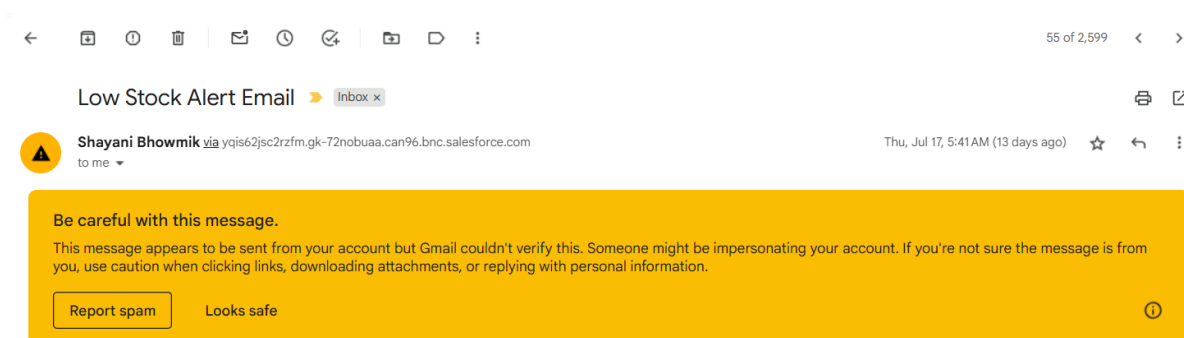 55 of 2,599
Low Stock Alert Email
Inbox ×
Shayani Bhowmik via yqis62jsc2rzfm.gk-72nobuaa.can96.bnc.salesforce.com
Thu, Jul 17, 5:41 AM (13 days ago)
to me
Be careful with this message.
This message appears to be sent from your account but Gmail couldn't verify this. Someone might be impersonating your account. If you're not sure the message is from
you, use caution when clicking links, downloading attachments, or replying with personal information.
Report spam
Looks safe